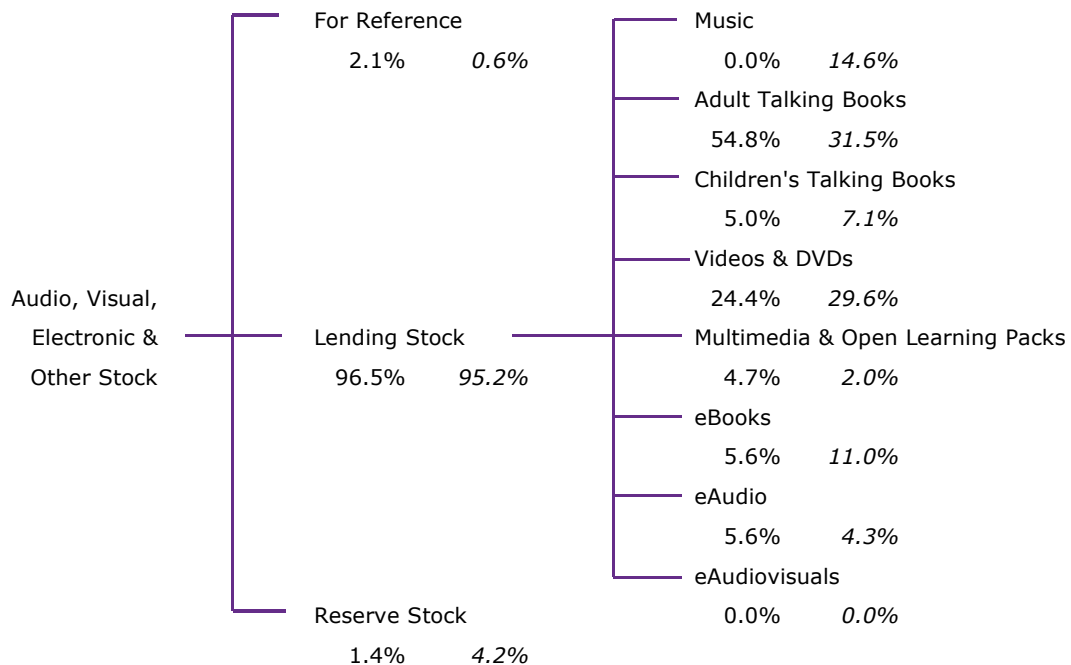 For Reference
2.1% 0.6%
Audio, Visual,
Electronic &
Other Stock
Lending Stock
96.5% 95.2%
Reserve Stock
1.4% 4.2%
Music
0.0% 14.6%
Adult Talking Books
54.8% 31.5%
Children's Talking Books
5.0% 7.1%
Videos & DVDs
24.4% 29.6%
Multimedia & Open Learning Packs
4.7% 2.0%
eBooks
5.6% 11.0%
eAudio
5.6% 4.3%
eAudiovisuals
0.0% 0.0%